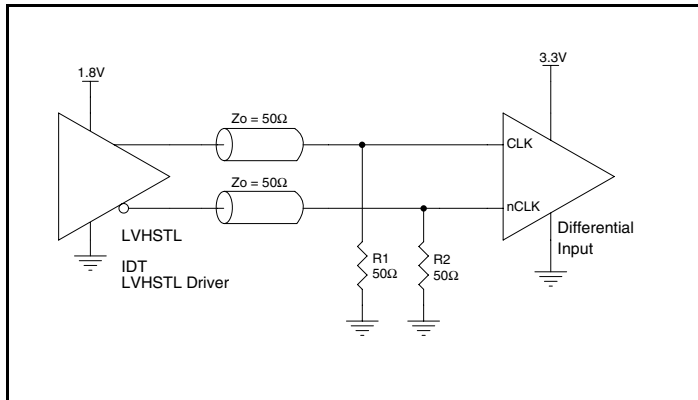 1.8V
3.3V
Zo = 50Ω
CLK
Zo = 50Ω
nCLK
Differential
Input
LVHSTL
IDT
LVHSTL Driver
R1
50Ω
R2
50Ω